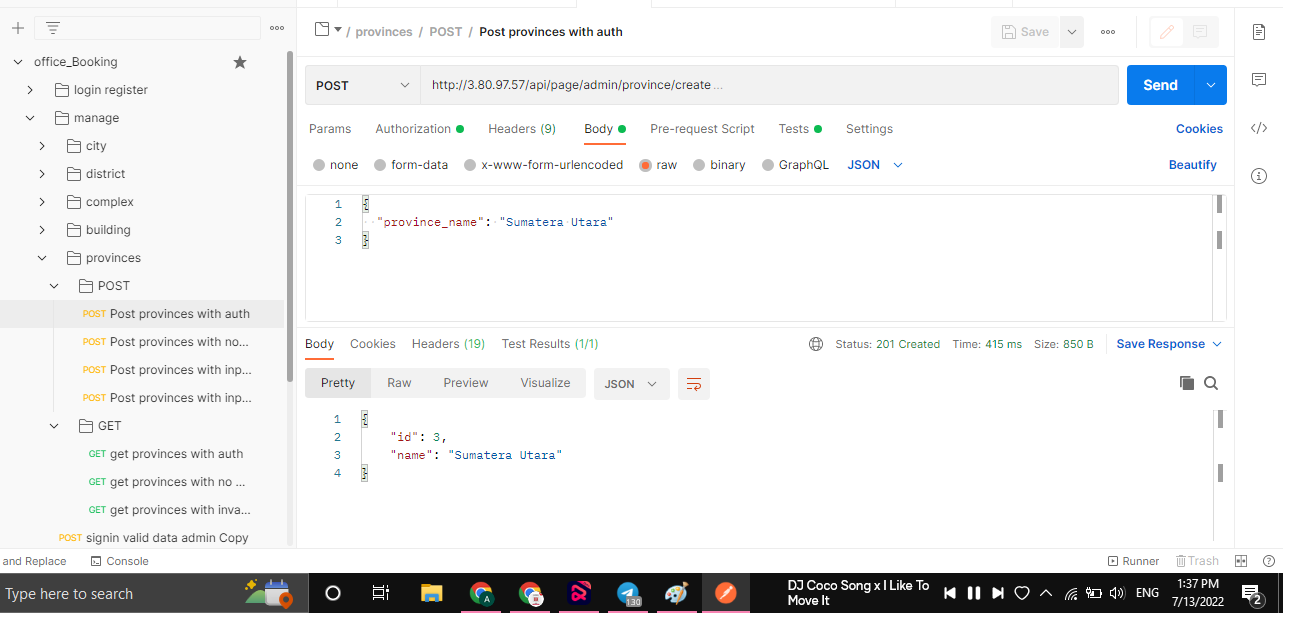 / provinces / POST / Post provinces with auth
Save
office_Booking
login register
manage
city
district
complex
building
provinces
POST
POST Post provinces with auth
POST Post provinces with no...
POST Post provinces with inp...
POST Post provinces with inp...
GET
GET get provinces with auth
GET get provinces with no ...
GET get provinces with inva...
POST signin valid data admin Copy
POST
http://3.80.97.57/api/page/admin/province/create ...
Send
Params Authorization Headers (9) Body Pre-request Script Tests Settings Cookies
none form-data x-www-form-urlencoded raw binary GraphQL JSON Beautify
1 {
2 "province_name": "Sumatera Utara"
3 }
Body Cookies Headers (19) Test Results (1/1) Status: 201 Created Time: 415 ms Size: 850 B Save Response
Pretty Raw Preview Visualize JSON
1 {
2 "id": 3,
3 "name": "Sumatera Utara"
4 }
and Replace Console Runner Trash
Type here to search
A
130
DJ Coco Song x I Like To
Move It
ENG
1:37 PM
7/13/2022
2